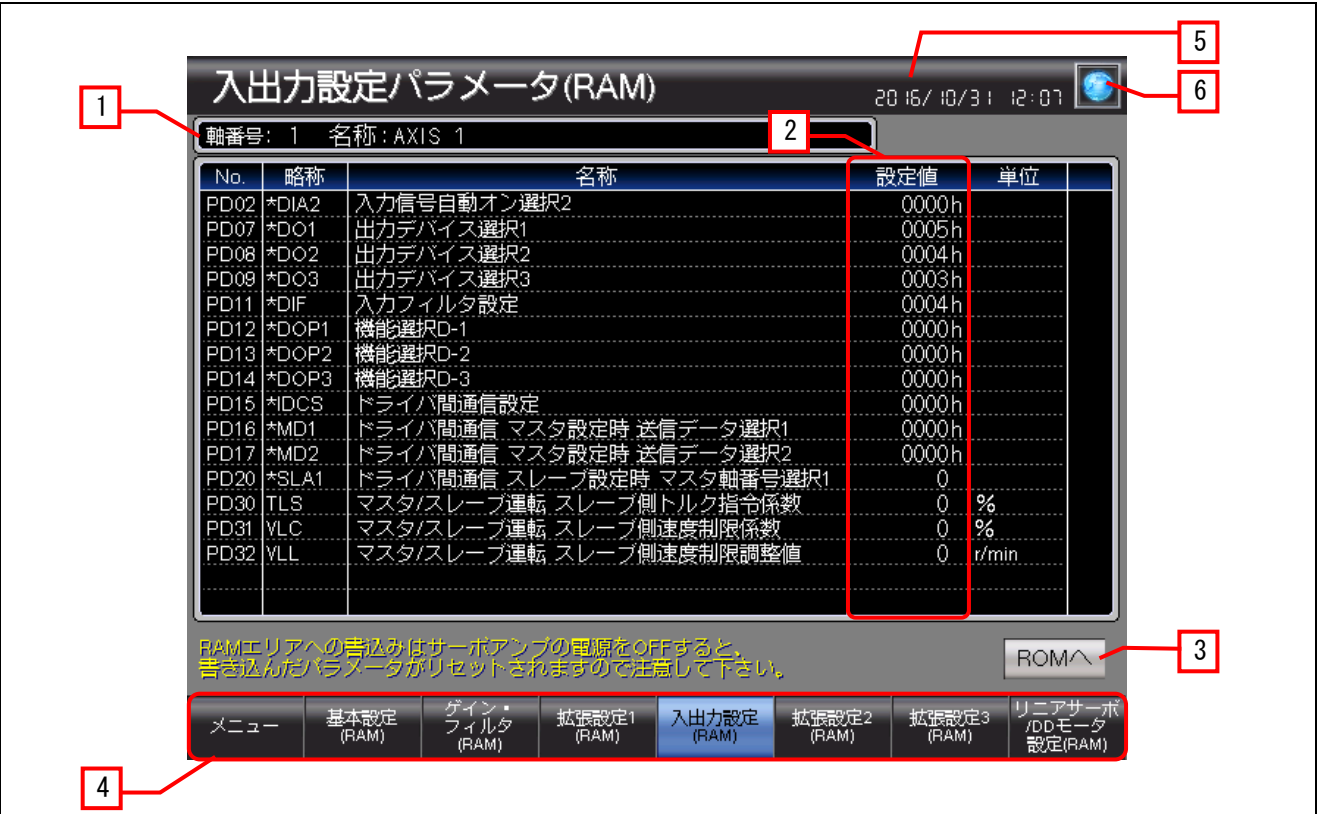 5
入出力設定パラメータ(RAM)
2016/10/31 12:07
6
1
軸番号: 1 名称:AXIS 1
2
No. 略称 名称 設定値 単位
PD02 *DIA2 入力信号自動オン選択2 0000h
PD07 *DO1 出力デバイス選択1 0005h
PD08 *DO2 出力デバイス選択2 0004h
PD09 *DO3 出力デバイス選択3 0003h
PD11 *DIF 入力フィルタ設定 0004h
PD12 *DOP1 機能選択D-1 0000h
PD13 *DOP2 機能選択D-2 0000h
PD14 *DOP3 機能選択D-3 0000h
PD15 *IDCS ドライバ間通信設定 0000h
PD16 *MD1 ドライバ間通信 マスタ設定時 送信データ選択1 0000h
PD17 *MD2 ドライバ間通信 マスタ設定時 送信データ選択2 0000h
PD20 *SLA1 ドライバ間通信 スレーブ設定時 マスタ軸番号選択1 0
PD30 TLS マスタ/スレーブ運転 スレーブ側トルク指令係数 0 %
PD31 VLC マスタ/スレーブ運転 スレーブ側速度制限係数 0 %
PD32 VLL マスタ/スレーブ運転 スレーブ側速度制限調整値 0 r/min
RAMエリアへの書込みはサーボアンプの電源をOFFすると、
書き込んだパラメータがリセットされますので注意して下さい。
ROMへ
3
メニュー
基本設定
(RAM)
ゲイン・
フィルタ
(RAM)
拡張設定1
(RAM)
入出力設定
(RAM)
拡張設定2
(RAM)
拡張設定3
(RAM)
リニアサーボ
/DDモータ
設定(RAM)
4